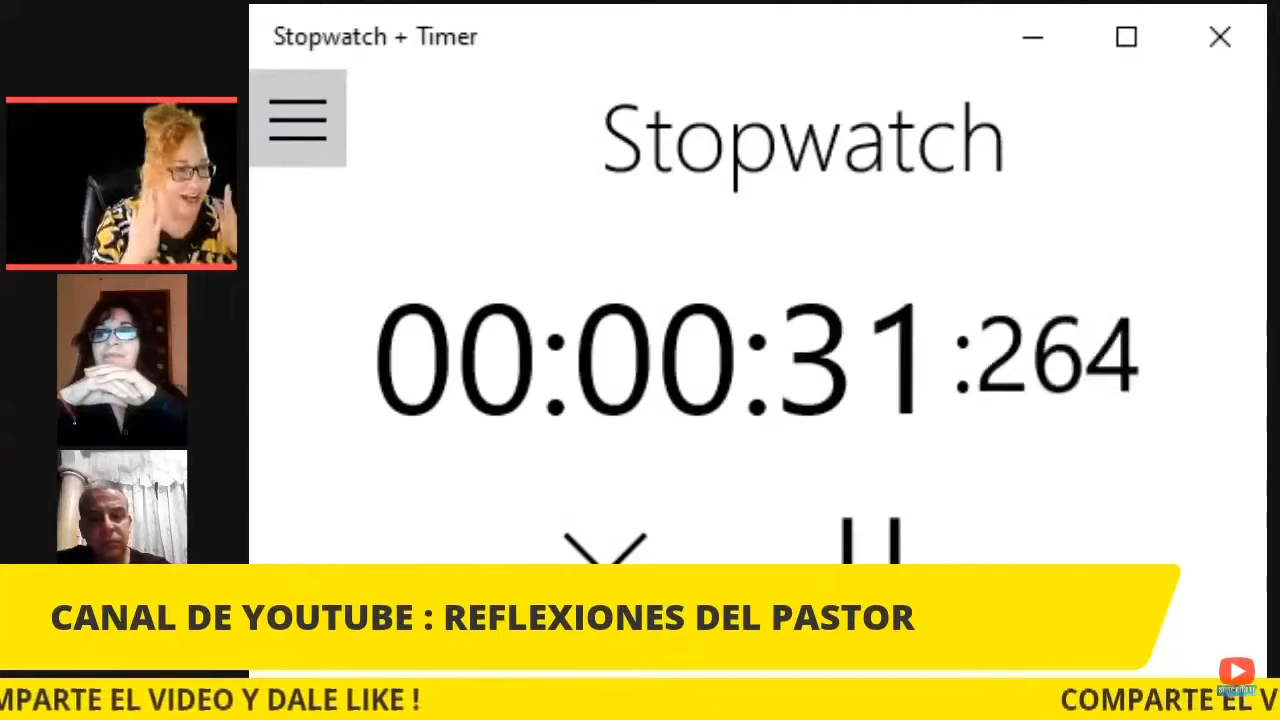 Stopwatch + Timer
Stopwatch
00:00:31:264
CANAL DE YOUTUBE : REFLEXIONES DEL PASTOR
MPARTE EL VIDEO Y DALE LIKE !
COMPARTE EL V